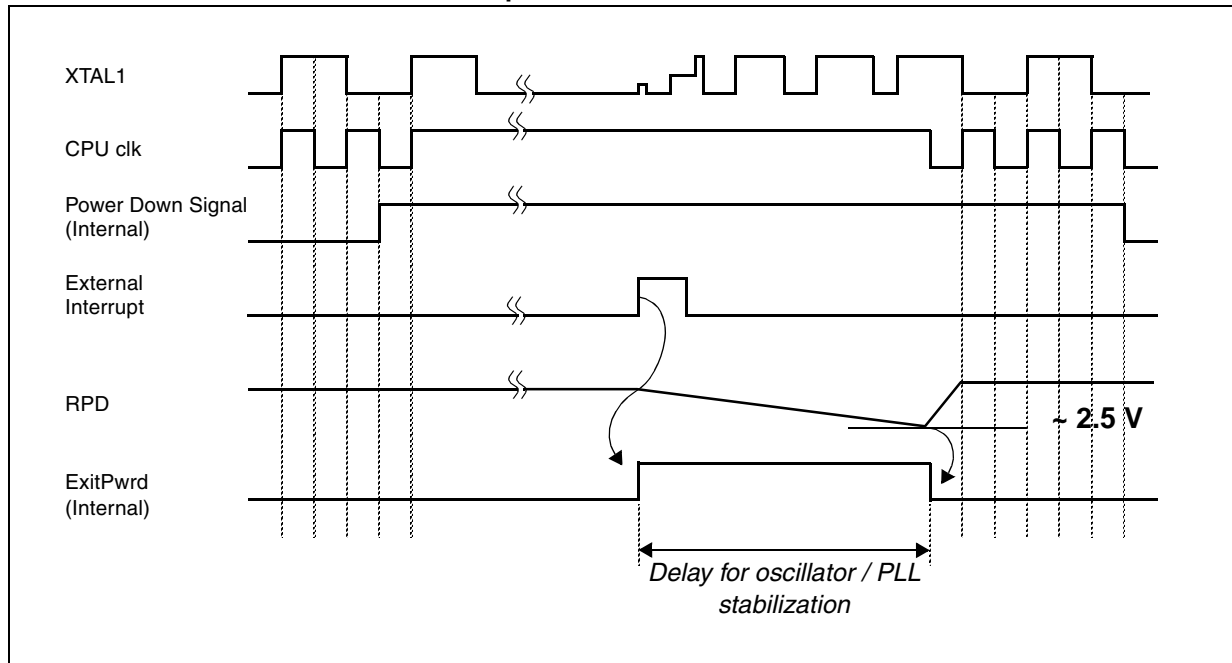 XTAL1
CPU clk
Power Down Signal
(Internal)
External
Interrupt
RPD
~ 2.5 V
ExitPwrd
(Internal)
Delay for oscillator / PLL
stabilization